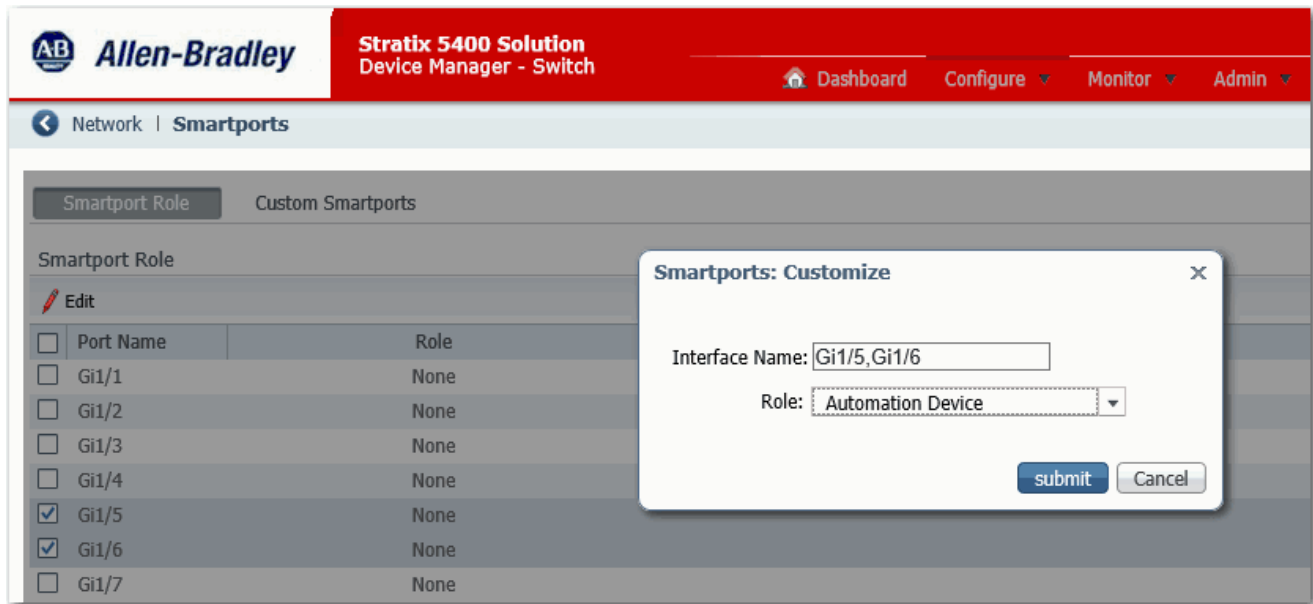 AB Allen-Bradley
Stratix 5400 Solution
Device Manager - Switch
Dashboard Configure Monitor Admin
Network | Smartports
Smartport Role Custom Smartports
Smartport Role
Edit
Port Name Role
Gi1/1 None
Gi1/2 None
Gi1/3 None
Gi1/4 None
Gi1/5 None
Gi1/6 None
Gi1/7 None
Smartports: Customize
Interface Name: Gi1/5,Gi1/6
Role: Automation Device
submit Cancel